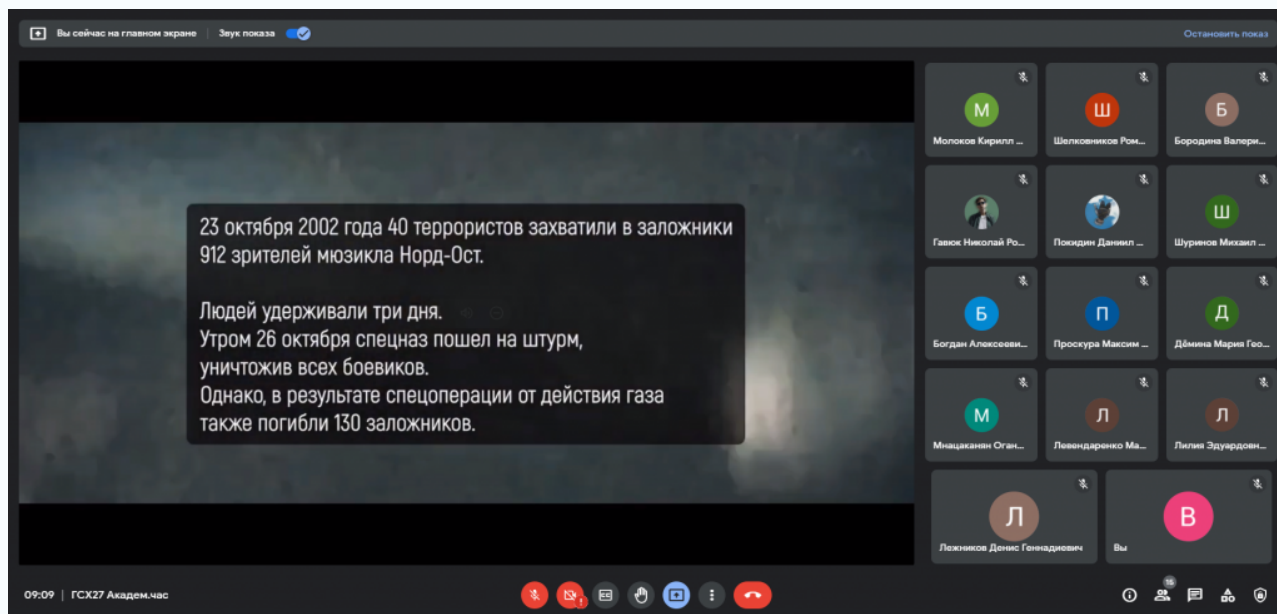 Вы сейчас на главном экране
Звук показа
Остановить показ
23 октября 2002 года 40 террористов захватили в заложники
912 зрителей мюзикла Норд-Ост.
Людей удерживали три дня.
Утром 26 октября спецназ пошел на штурм,
уничтожив всех боевиков.
Однако, в результате спецоперации от действия газа
также погибли 130 заложников.
М
Ш
Б
Молоков Кирилл ...
Шелковников Ром...
Бородина Валери...
Ш
Гавюк Николай Ро...
Покидин Даниил ...
Шуринов Михаил ...
Б
П
Д
Богдан Алексееви...
Проскура Максим ...
Дёмина Мария Гео...
М
Л
Л
Мнацаканян Оган...
Левендаренко Ма...
Лилия Эдуардовн...
Л
В
Лежников Денис Геннадиевич
Вы
09:09 | ГСХ27 Академ.час
15